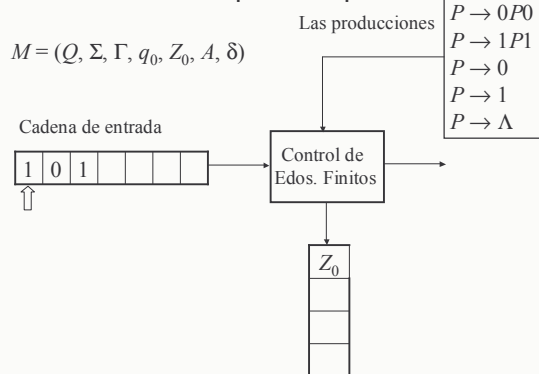 Las producciones
P → 0P0
P → 1P1
P → 0
P → 1
P → Λ
M = (Q, Σ, Γ, q₀, Z₀, A, δ)
Cadena de entrada
1 0 1
Control de
Edos. Finitos
Z₀